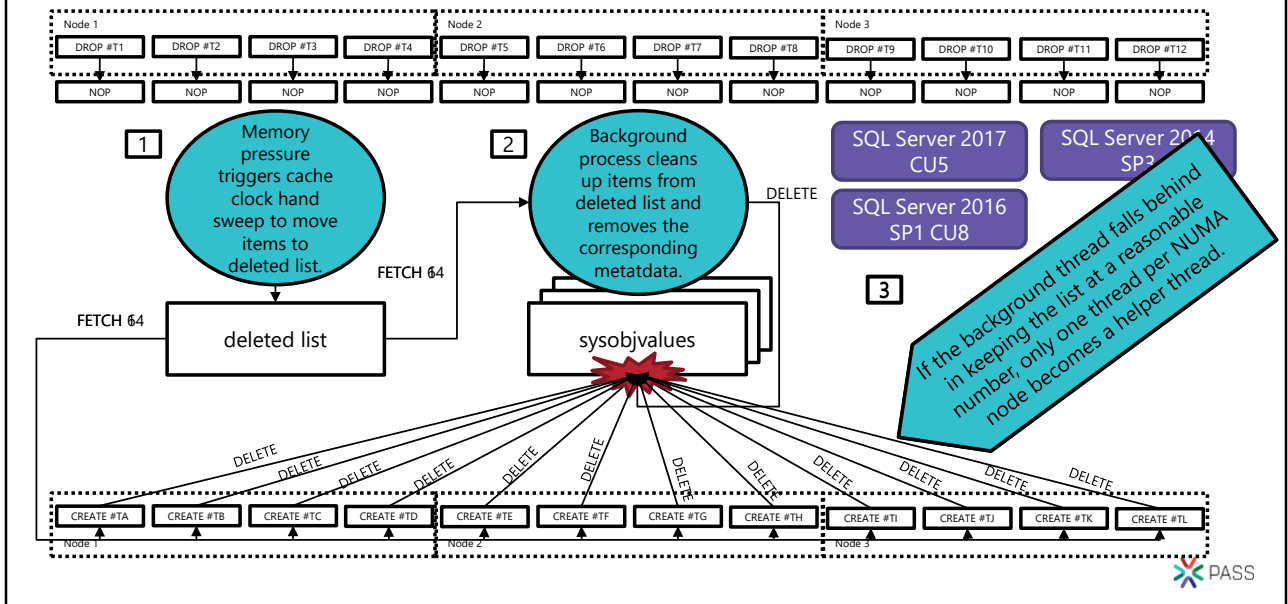 Node 1
Node 2
Node 3
DROP #T1
DROP #T2
DROP #T3
DROP #T4
DROP #T5
DROP #T6
DROP #T7
DROP #T8
DROP #T9
DROP #T10
DROP #T11
DROP #T12
NOP
NOP
NOP
NOP
NOP
NOP
NOP
NOP
NOP
NOP
NOP
NOP
1
Memory
pressure
triggers cache
clock hand
sweep to move
items to
deleted list.
2
Background
process cleans
up items from
deleted list and
removes the
corresponding
metatdata.
DELETE
SQL Server 2017
CU5
SQL Server
SP3
SQL Server 2016
SP1 CU8
3
If the background thread falls behind
in keeping the list at a reasonable
number, only one thread per NUMA
node becomes a helper thread.
FETCH
FETCH
deleted list
sysobjvalues
DELETE
DELETE
DELETE
DELETE
DELETE
DELETE
DELETE
DELETE
DELETE
DELETE
DELETE
CREATE #TA
CREATE #TB
CREATE #TC
CREATE #TD
CREATE #TE
CREATE #TF
CREATE #TG
CREATE #TH
CREATE #TI
CREATE #TJ
CREATE #TK
CREATE #TL
Node 1
Node 2
Node 3
PASS